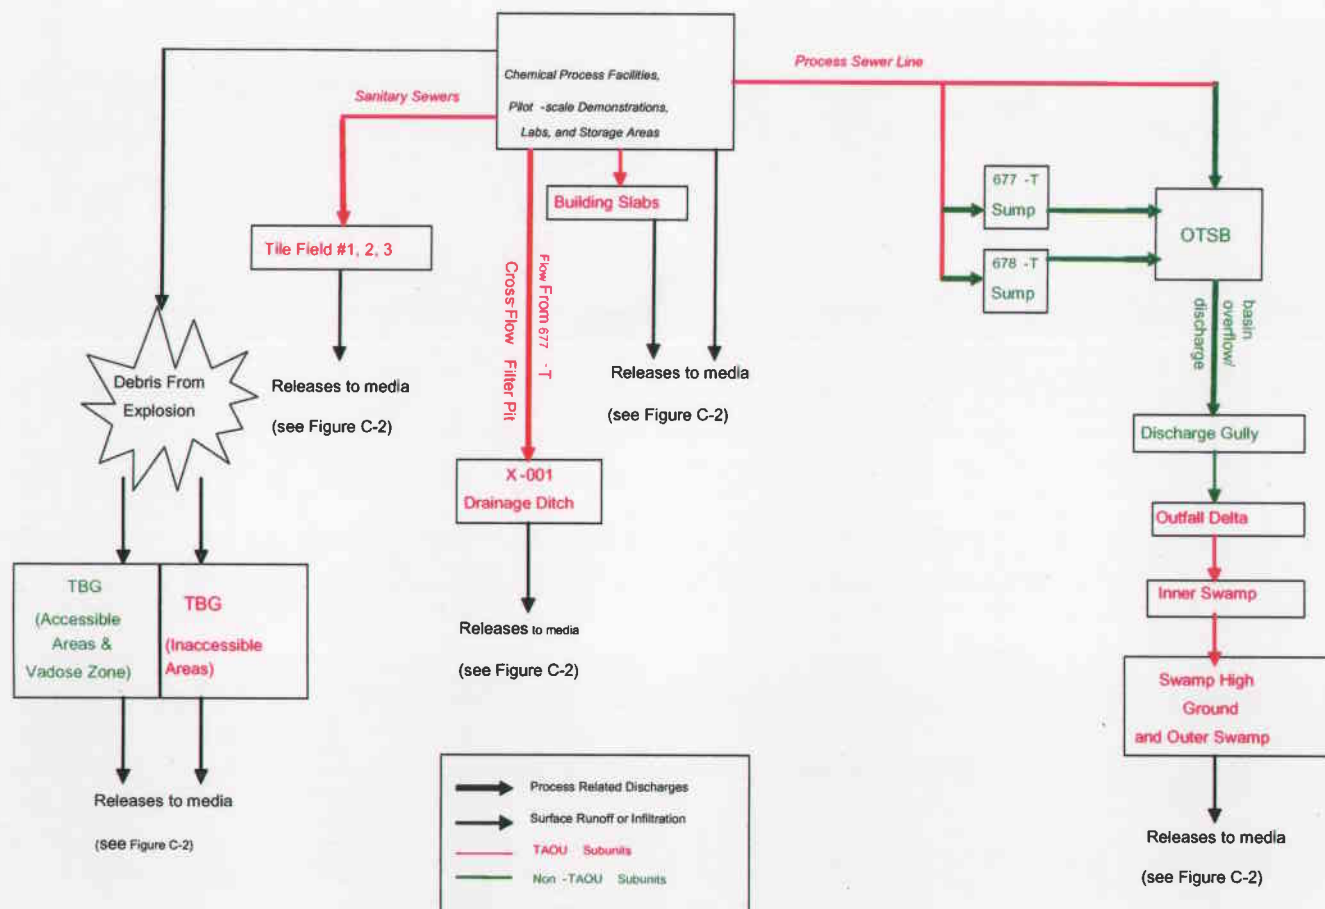 Chemical Process Facilities,
Pilot -scale Demonstrations,
Labs, and Storage Areas
Process Sewer Line
Sanitary Sewers
Building Slabs
677 -T
Sump
678 -T
Sump
OTSB
Tile Field #1, 2, 3
Flow From 677 -T
Cross-Flow Filter Pit
basin
overflow/
discharge
Debris From
Explosion
Releases to media
(see Figure C-2)
Releases to media
(see Figure C-2)
Discharge Gully
X -001
Drainage Ditch
Outfall Delta
Inner Swamp
TBG
(Accessible
Areas &
Vadose Zone)
TBG
(Inaccessible
Areas)
Releases to media
(see Figure C-2)
Swamp High
Ground
and Outer Swamp
Releases to media
(see Figure C-2)
Process Related Discharges
Surface Runoff or Infiltration
TAOU Subunits
Non -TAOU Subunits
Releases to media
(see Figure C-2)